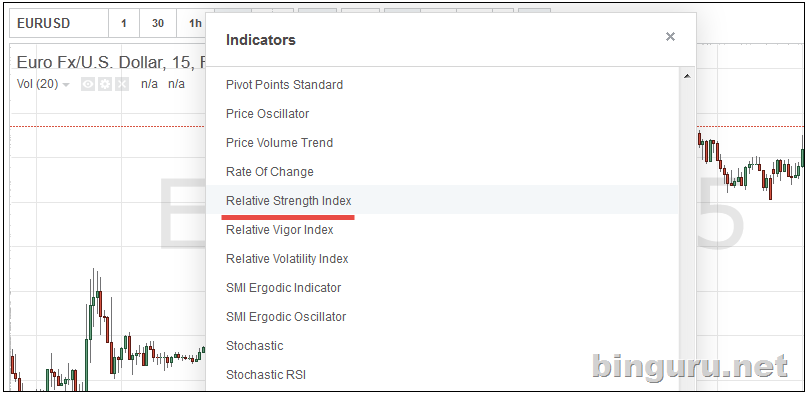 EURUSD 1 30 1h
Indicators ×
Euro Fx/U.S. Dollar, 15,
Vol (20) n/a n/a
Pivot Points Standard
Price Oscillator
Price Volume Trend
Rate Of Change
Relative Strength Index
Relative Vigor Index
Relative Volatility Index
SMI Ergodic Indicator
SMI Ergodic Oscillator
Stochastic
Stochastic RSI
E 5
binguru.net